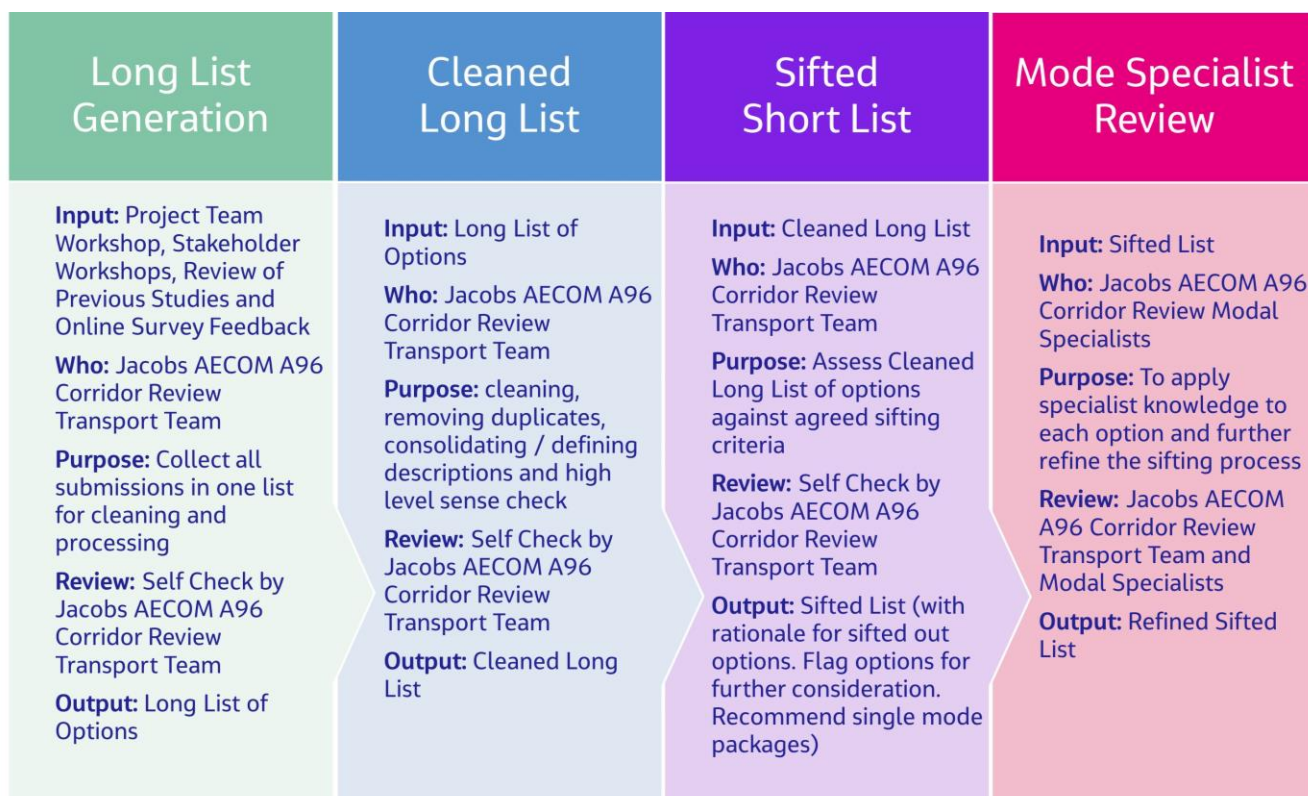 Long List
Generation
Input: Project Team
Workshop, Stakeholder
Workshops, Review of
Previous Studies and
Online Survey Feedback
Who: Jacobs AECOM A96
Corridor Review
Transport Team
Purpose: Collect all
submissions in one list
for cleaning and
processing
Review: Self Check by
Jacobs AECOM A96
Corridor Review
Transport Team
Output: Long List of
Options
Cleaned
Long List
Input: Long List of
Options
Who: Jacobs AECOM A96
Corridor Review
Transport Team
Purpose: cleaning,
removing duplicates,
consolidating / defining
descriptions and high
level sense check
Review: Self Check by
Jacobs AECOM A96
Corridor Review
Transport Team
Output: Cleaned Long
List
Sifted
Short List
Input: Cleaned Long List
Who: Jacobs AECOM A96
Corridor Review
Transport Team
Purpose: Assess Cleaned
Long List of options
against agreed sifting
criteria
Review: Self Check by
Jacobs AECOM A96
Corridor Review
Transport Team
Output: Sifted List (with
rationale for sifted out
options. Flag options for
further consideration.
Recommend single mode
packages)
Mode Specialist
Review
Input: Sifted List
Who: Jacobs AECOM A96
Corridor Review Modal
Specialists
Purpose: To apply
specialist knowledge to
each option and further
refine the sifting process
Review: Jacobs AECOM
A96 Corridor Review
Transport Team and
Modal Specialists
Output: Refined Sifted
List